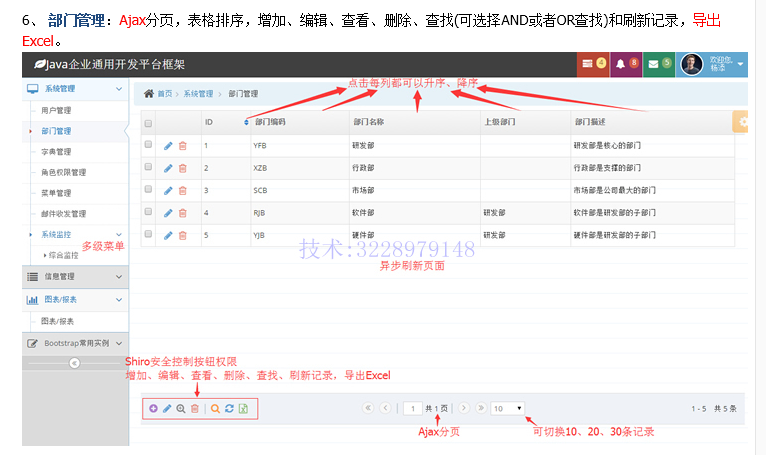 6、 部门管理：Ajax分页，表格排序，增加、编辑、查看、删除、查找(可选择AND或者OR查找)和刷新记录，导出
Excel。
Java企业通用开发平台框架
4
8
5
欢迎您,
系统管理
用户管理
部门管理
字典管理
角色权限管理
菜单管理
邮件收发管理
系统监控
多级菜单
综合监控
信息管理
图表/报表
图表/报表
Bootstrap常用实例
首页 系统管理 部门管理
点击每列都可以升序、降序
ID 部门编码 部门名称 上级部门 部门描述
1 YFB 研发部 研发部是核心的部门
2 XZB 行政部 行政部是支撑的部门
3 SCB 市场部 市场部是公司最大的部门
4 RJB 软件部 研发部 软件部是研发部的子部门
5 YJB 硬件部 研发部 硬件部是研发部的子部门
技术:3228979148
异步刷新页面
Shiro安全控制按钮权限
增加、编辑、查看、删除、查找、刷新记录，导出Excel
1 共 1 页 10 1 - 5 共 5 条
Ajax分页
可切换10、20、30条记录